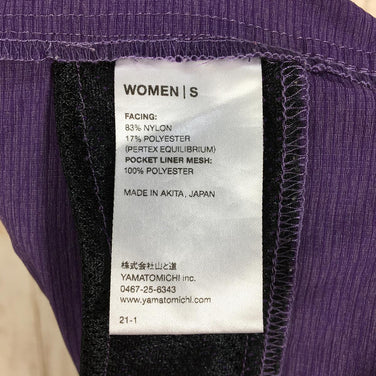 WOMEN | S
FACING:
83% NYLON
17% POLYESTER
(PERTEX EQUILIBRIUM)
POCKET LINER MESH:
100% POLYESTER
MADE IN AKITA, JAPAN
株式会社山と道
YAMATOMICHI inc.
0467-25-6343
www.yamatomichi.com
21-1